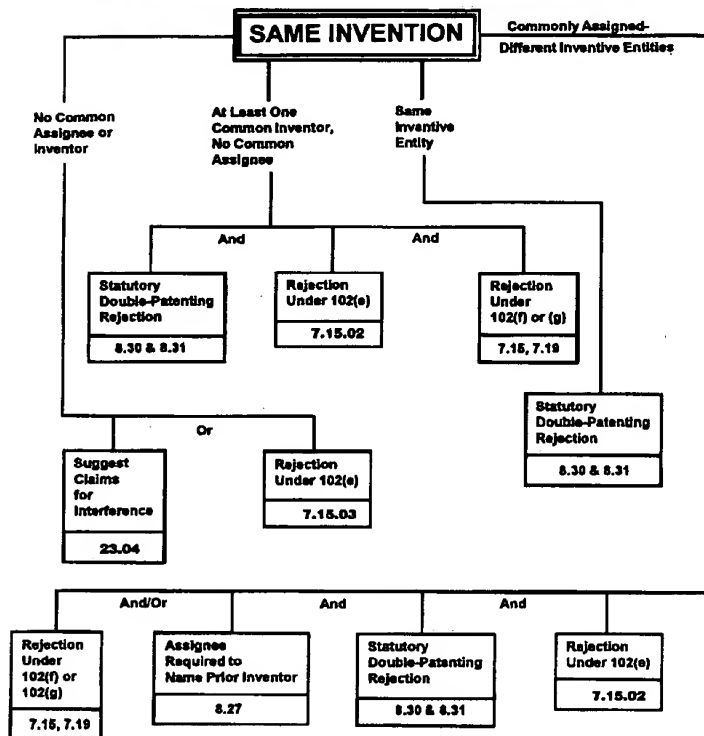 SAME INVENTION
Commonly Assigned-
Different Inventive Entities
No Common
Assignee or
Inventor
At Least One
Common Inventor,
No Common
Assignee
Same
Inventive
Entity
And
And
Statutory
Double-Patenting
Rejection
8.30 & 8.31
Rejection
Under 102(e)
7.15.02
Rejection
Under
102(f) or (g)
7.15, 7.19
Statutory
Double-Patenting
Rejection
8.30 & 8.31
Or
Suggest
Claims
for
Interference
23.04
Rejection
Under 102(e)
7.15.03
And/Or
And
And
Rejection
Under
102(f) or
102(g)
7.15, 7.19
Assignee
Required to
Name Prior Inventor
8.27
Statutory
Double-Patenting
Rejection
8.30 & 8.31
Rejection
Under 102(e)
7.15.02